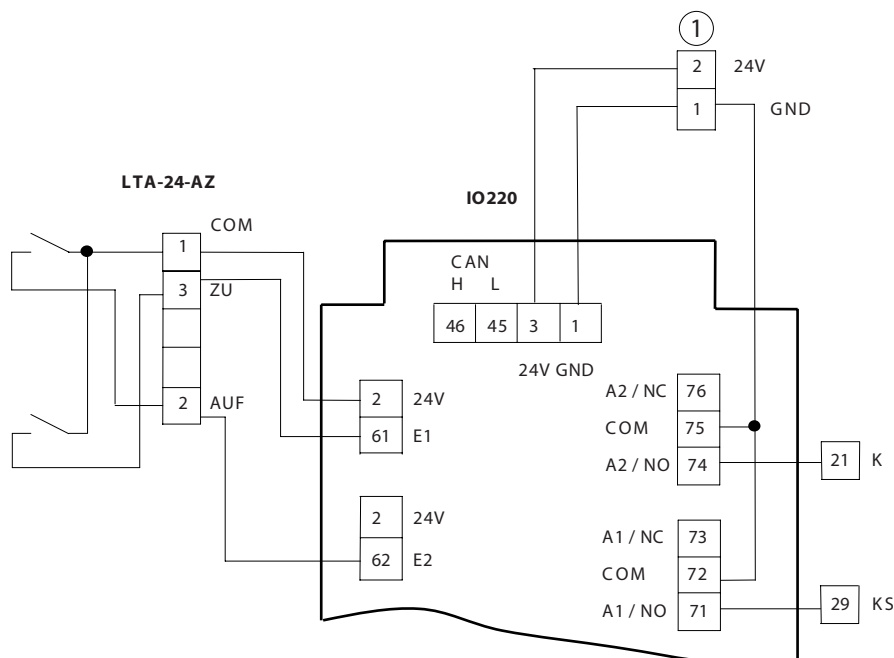 1
2 24V
1 GND
LTA-24-AZ
IO220
COM
1
3 ZU
2 AUF
CAN
H L
46 45 3 1
24V GND
2 24V
61 E1
2 24V
62 E2
A2 / NC 76
COM 75
A2 / NO 74
21 K
A1 / NC 73
COM 72
A1 / NO 71
29 KS